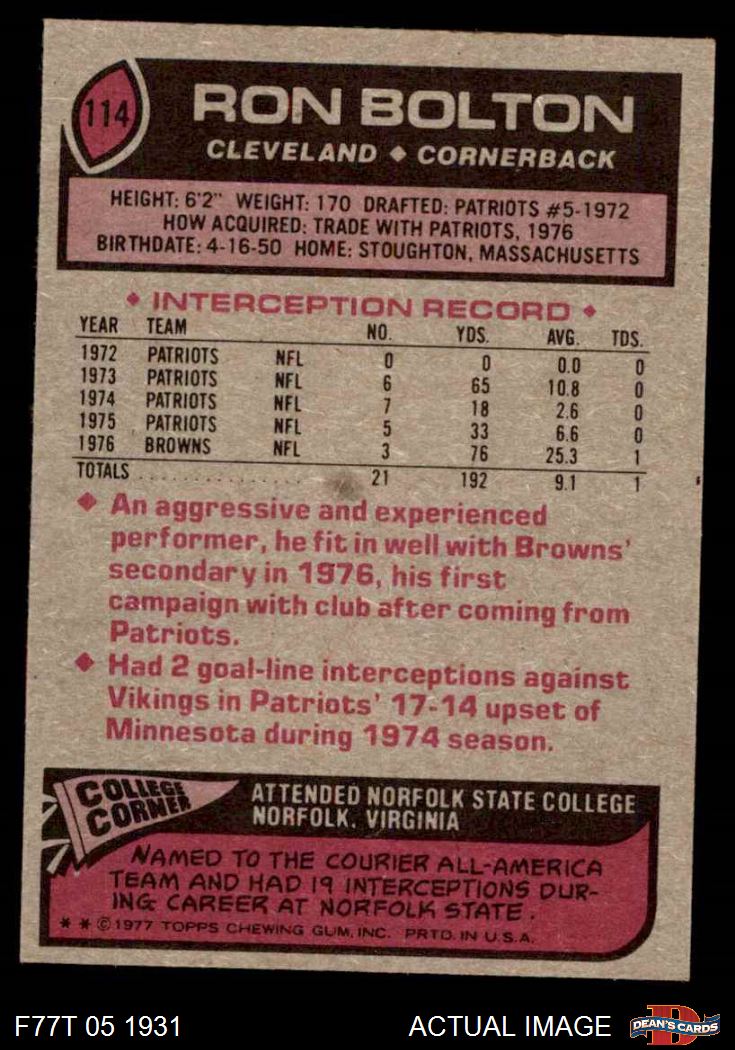 114
RON BOLTON
CLEVELAND ◆ CORNERBACK
HEIGHT: 6'2" WEIGHT: 170 DRAFTED: PATRIOTS #5-1972
HOW ACQUIRED: TRADE WITH PATRIOTS, 1976
BIRTHDATE: 4-16-50 HOME: STOUGHTON, MASSACHUSETTS
◆ INTERCEPTION RECORD ◆
YEAR TEAM NO. YDS. AVG. TDS.
1972 PATRIOTS NFL 0 0 0.0 0
1973 PATRIOTS NFL 6 65 10.8 0
1974 PATRIOTS NFL 7 18 2.6 0
1975 PATRIOTS NFL 5 33 6.6 0
1976 BROWNS NFL 3 76 25.3 1
TOTALS . . . . . . . . . . . . . . . 21 192 9.1 1
◆ An aggressive and experienced
performer, he fit in well with Browns'
secondary in 1976, his first
campaign with club after coming from
Patriots.
◆ Had 2 goal-line interceptions against
Vikings in Patriots' 17-14 upset of
Minnesota during 1974 season.
COLLEGE
CORNER
ATTENDED NORFOLK STATE COLLEGE
NORFOLK, VIRGINIA
NAMED TO THE COURIER ALL-AMERICA
TEAM AND HAD 19 INTERCEPTIONS DUR-
ING CAREER AT NORFOLK STATE.
* * © 1977 TOPPS CHEWING GUM, INC. PRTD. IN U.S.A.
F77T 05 1931 ACTUAL IMAGE
DEAN'S CARDS